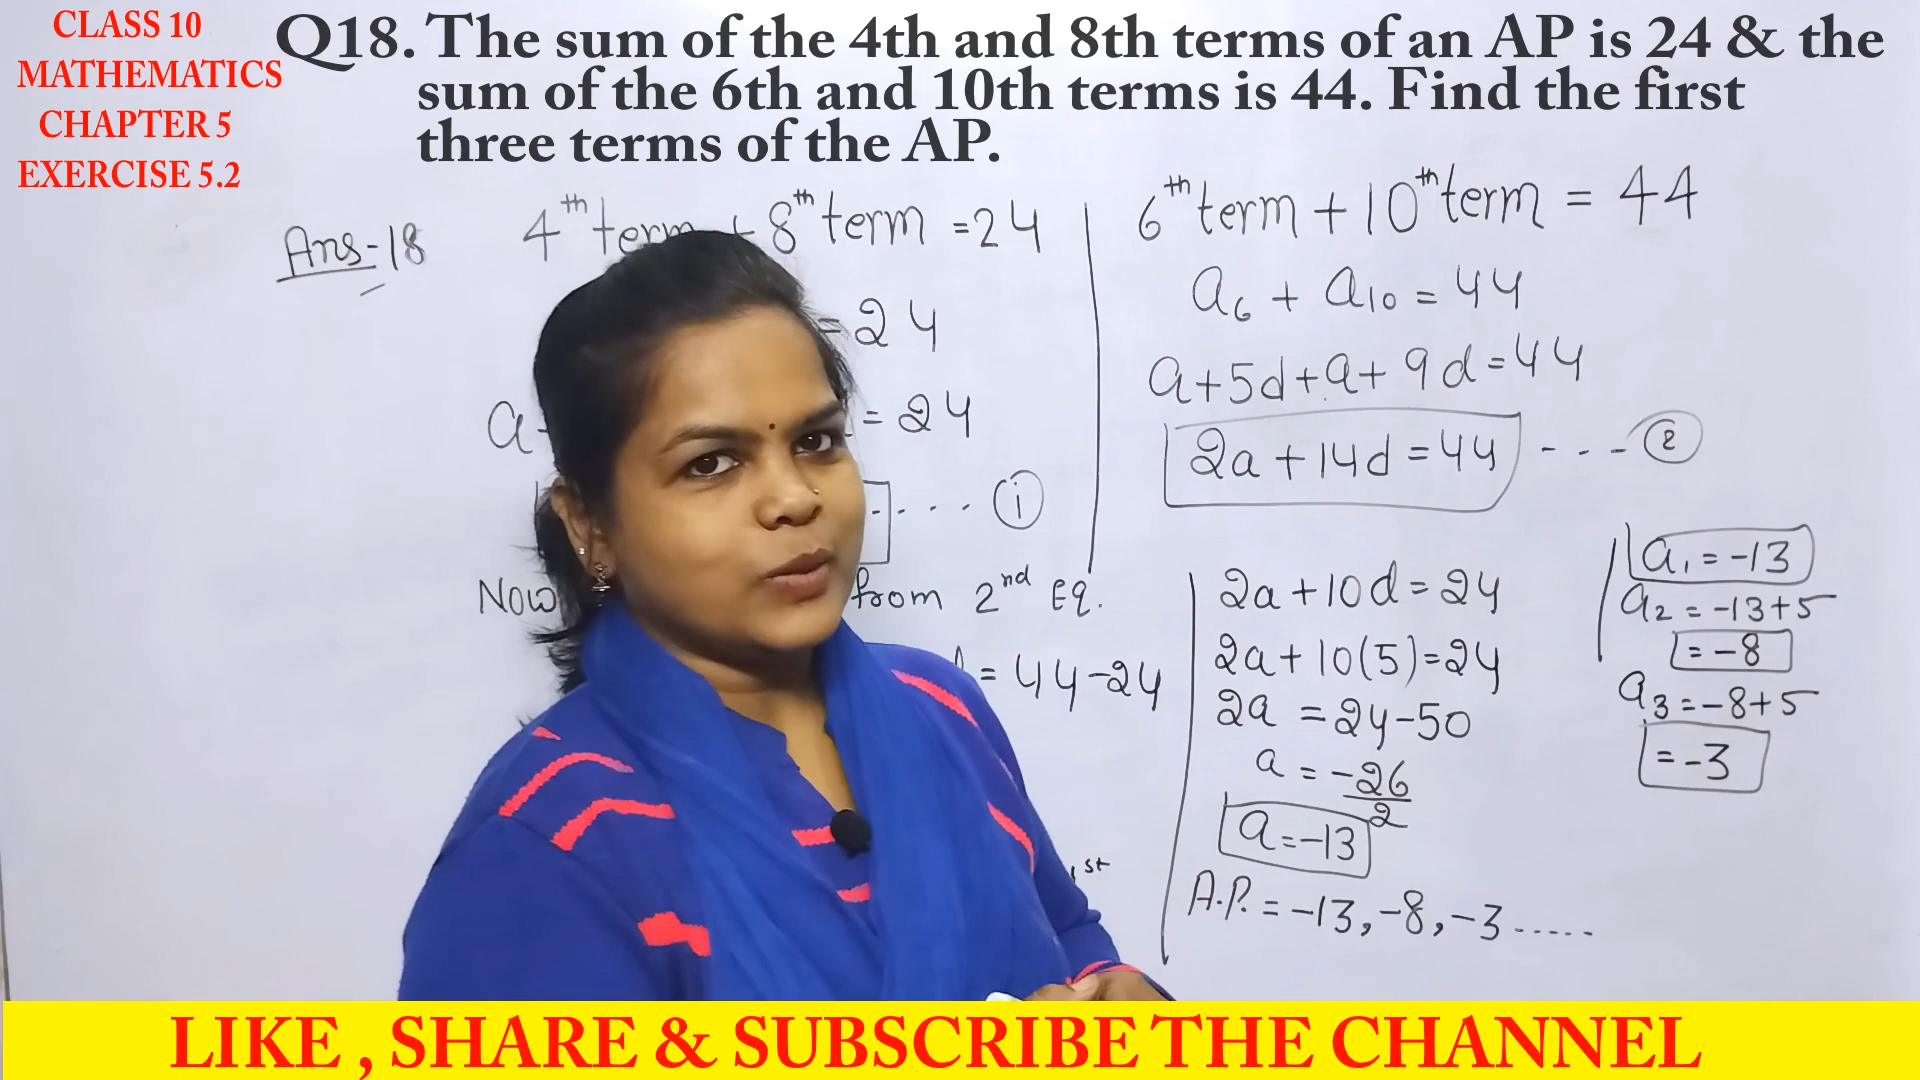 CLASS 10
MATHEMATICS
CHAPTER 5
EXERCISE 5.2
Q18. The sum of the 4th and 8th terms of an AP is 24 & the
sum of the 6th and 10th terms is 44. Find the first
three terms of the AP.
Ans-18
4th term + 8th term = 24
= 24
a
= 24
---- (i)
Now from 2nd Eq.
= 44-24
1st
6th term + 10th term = 44
a6 + a10 = 44
a+5d+a+9d=44
2a+14d=44 --- (2)
2a+10d=24
2a+10(5)=24
2a = 24-50
a = -26/2
a=-13
A.P. = -13, -8, -3 .....
a1 = -13
a2 = -13+5
= -8
a3 = -8+5
= -3
LIKE , SHARE & SUBSCRIBE THE CHANNEL